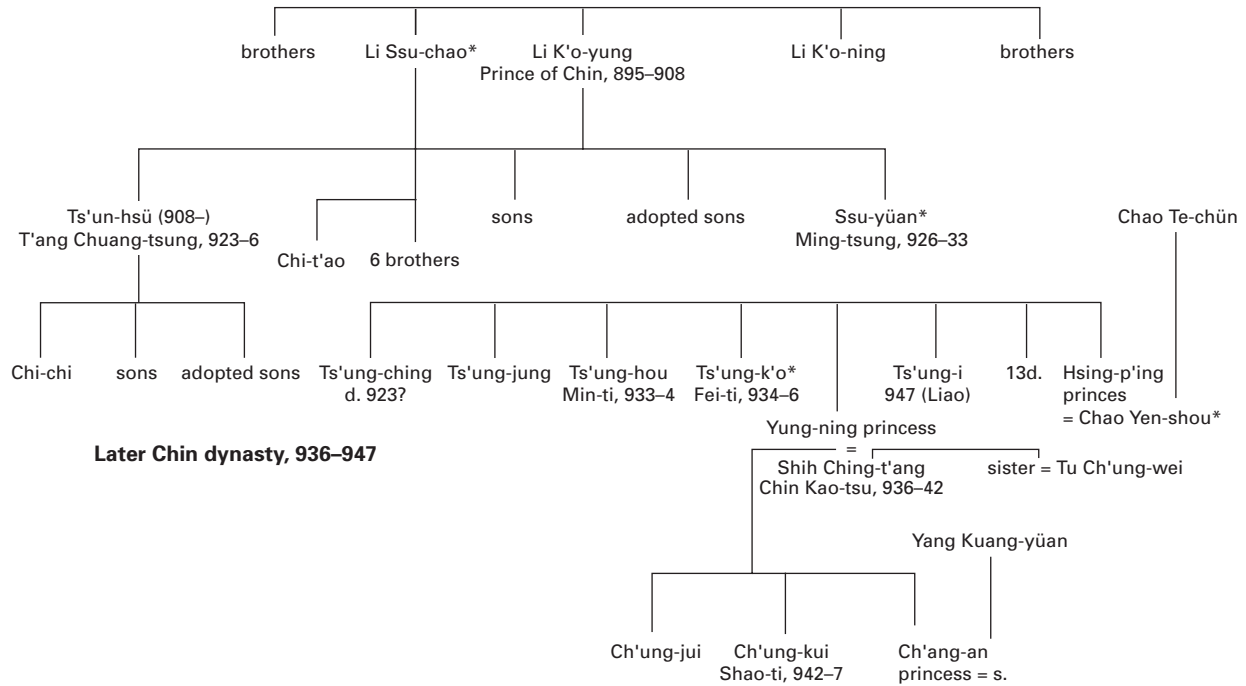 brothers
Li Ssu-chao*
Li K'o-yung
Prince of Chin, 895–908
Li K'o-ning
brothers
Ts'un-hsü (908–)
T'ang Chuang-tsung, 923–6
Chi-t'ao
6 brothers
sons
adopted sons
Ssu-yüan*
Ming-tsung, 926–33
Chao Te-chün
Chi-chi
sons
adopted sons
Ts'ung-ching
d. 923?
Ts'ung-jung
Ts'ung-hou
Min-ti, 933–4
Ts'ung-k'o*
Fei-ti, 934–6
Ts'ung-i
947 (Liao)
13d.
Hsing-p'ing
princes
= Chao Yen-shou*
Later Chin dynasty, 936–947
Yung-ning princess
=
Shih Ching-t'ang
Chin Kao-tsu, 936–42
sister = Tu Ch'ung-wei
Yang Kuang-yüan
Ch'ung-jui
Ch'ung-kui
Shao-ti, 942–7
Ch'ang-an
princess = s.